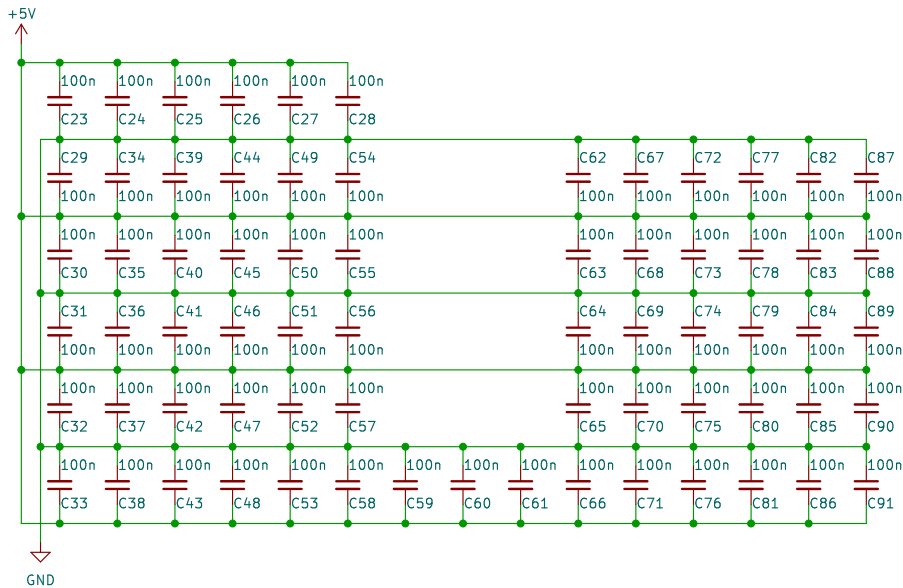 +5V
100n 100n 100n 100n 100n 100n
C23 C24 C25 C26 C27 C28
C29 C34 C39 C44 C49 C54 C62 C67 C72 C77 C82 C87
100n 100n 100n 100n 100n 100n 100n 100n 100n 100n 100n 100n
100n 100n 100n 100n 100n 100n 100n 100n 100n 100n 100n 100n
C30 C35 C40 C45 C50 C55 C63 C68 C73 C78 C83 C88
C31 C36 C41 C46 C51 C56 C64 C69 C74 C79 C84 C89
100n 100n 100n 100n 100n 100n 100n 100n 100n 100n 100n 100n
100n 100n 100n 100n 100n 100n 100n 100n 100n 100n 100n 100n
C32 C37 C42 C47 C52 C57 C65 C70 C75 C80 C85 C90
100n 100n 100n 100n 100n 100n 100n 100n 100n 100n 100n 100n 100n 100n 100n
C33 C38 C43 C48 C53 C58 C59 C60 C61 C66 C71 C76 C81 C86 C91
GND